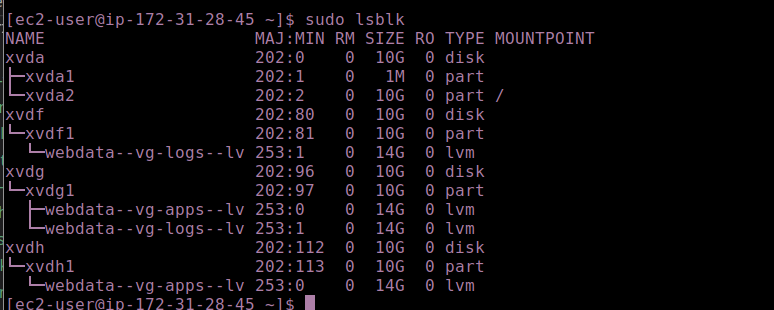 [ec2-user@ip-172-31-28-45 ~]$ sudo lsblk
NAME                      MAJ:MIN RM SIZE RO TYPE MOUNTPOINT
xvda                      202:0    0  10G  0 disk
├─xvda1                   202:1    0   1M  0 part
└─xvda2                   202:2    0  10G  0 part /
xvdf                      202:80   0  10G  0 disk
└─xvdf1                   202:81   0  10G  0 part
  └─webdata--vg-logs--lv 253:1    0  14G  0 lvm
xvdg                      202:96   0  10G  0 disk
└─xvdg1                   202:97   0  10G  0 part
  ├─webdata--vg-apps--lv 253:0    0  14G  0 lvm
  └─webdata--vg-logs--lv 253:1    0  14G  0 lvm
xvdh                      202:112  0  10G  0 disk
└─xvdh1                   202:113  0  10G  0 part
  └─webdata--vg-apps--lv 253:0    0  14G  0 lvm
[ec2-user@ip-172-31-28-45 ~]$